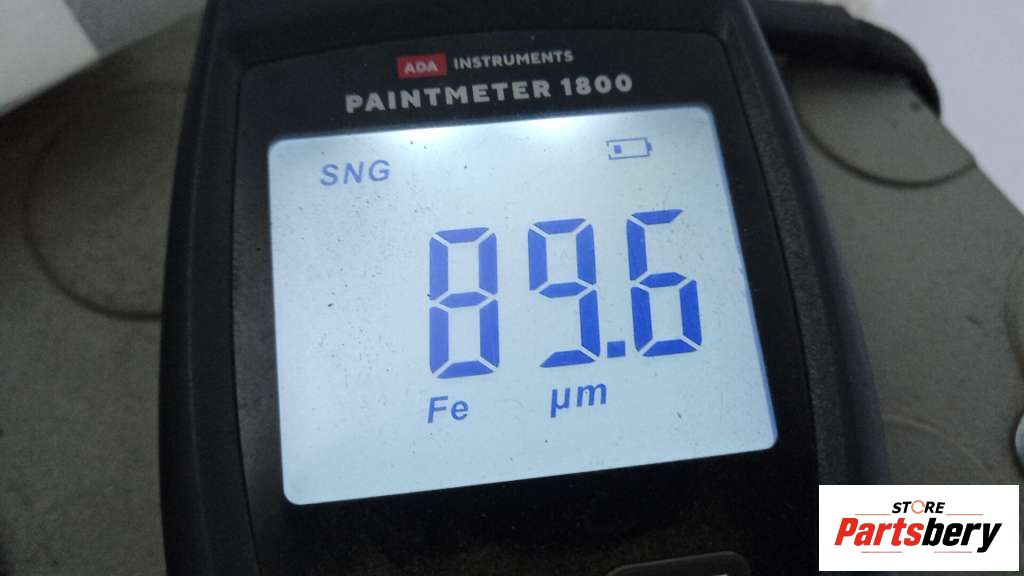 ADA INSTRUMENTS
PAINTMETER 1800
SNG
89.6
Fe µm
STORE
Partsbery